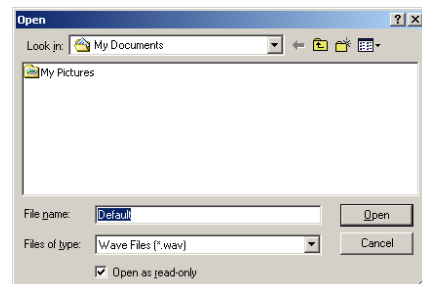 Open
Look in: My Documents
My Pictures
File name: Default Open
Files of type: Wave Files (*.wav) Cancel
Open as read-only